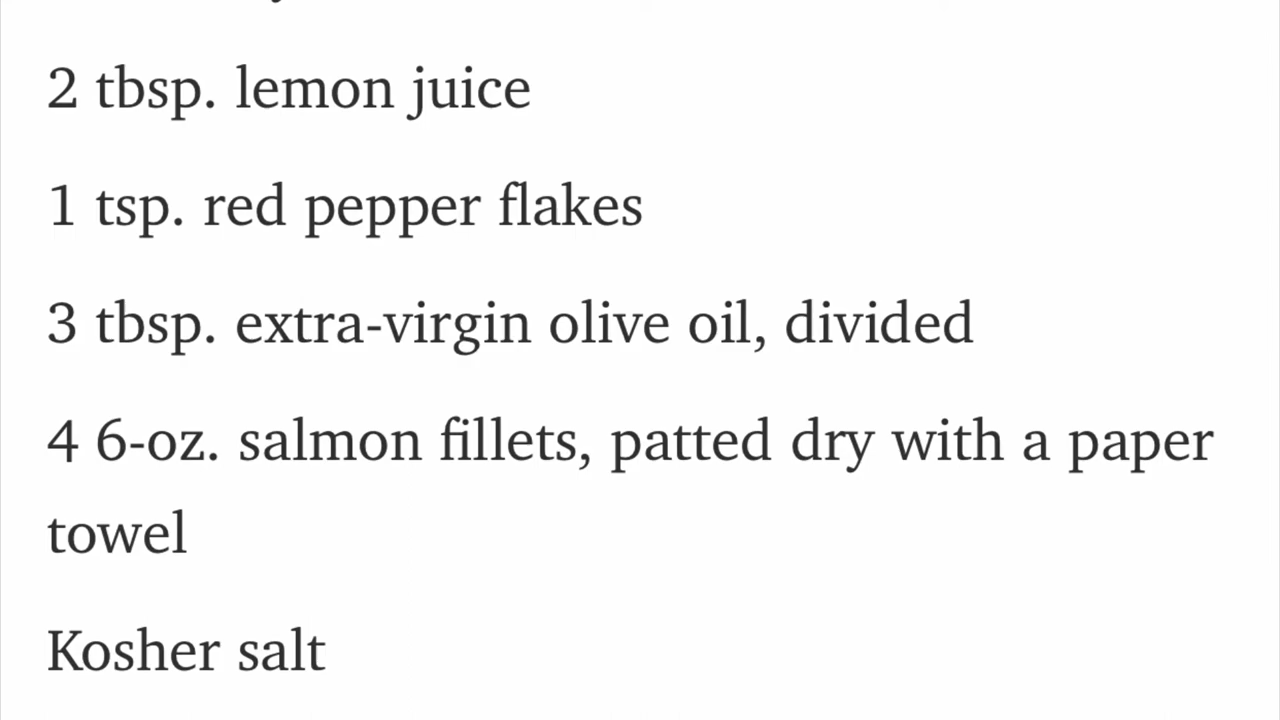 2 tbsp. lemon juice
1 tsp. red pepper flakes
3 tbsp. extra-virgin olive oil, divided
4 6-oz. salmon fillets, patted dry with a paper
towel
Kosher salt